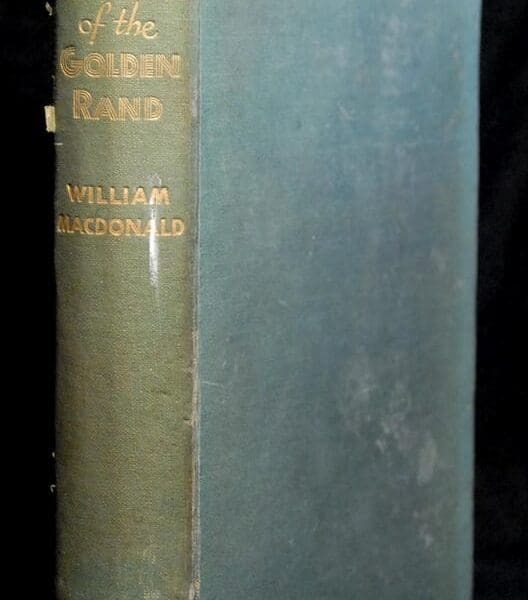 of the
GOLDEN
RAND
WILLIAM
MACDONALD